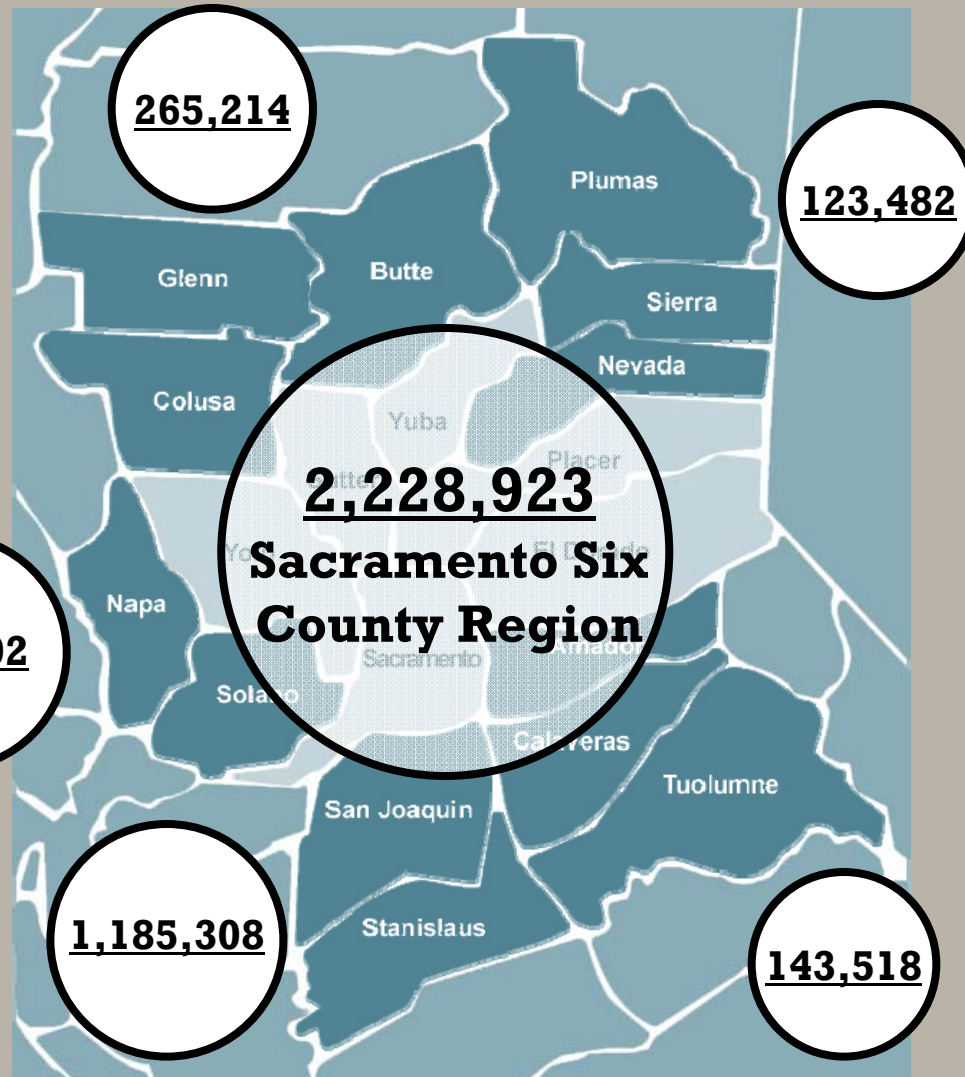 265,214
Plumas
123,482
Glenn
Butte
Sierra
Nevada
Colusa
Yuba
Placer
2,228,923
Sacramento Six
County Region
Napa
Sacramento
Amador
Solano
Calaveras
Tuolumne
San Joaquin
1,185,308
Stanislaus
143,518